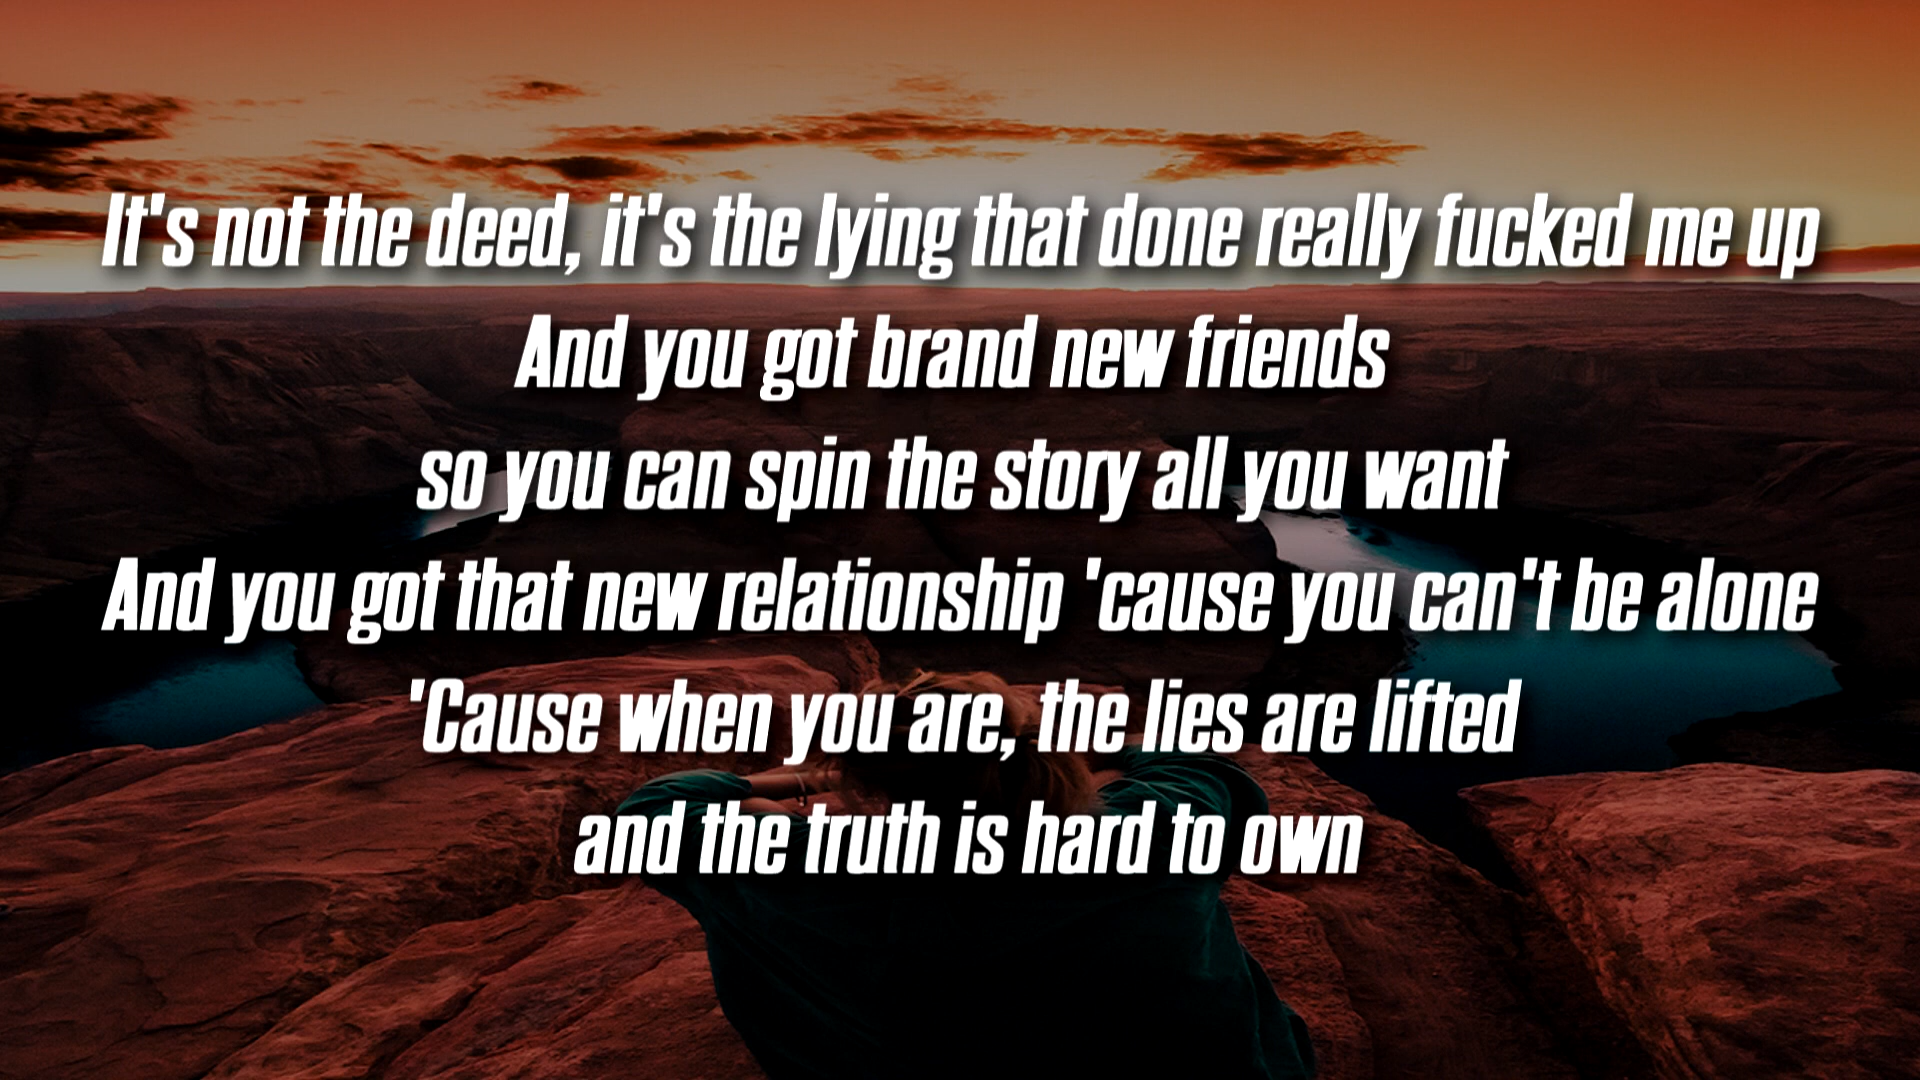 It's not the deed, it's the lying that done really fucked me up
And you got brand new friends
so you can spin the story all you want
And you got that new relationship 'cause you can't be alone
'Cause when you are, the lies are lifted
and the truth is hard to own